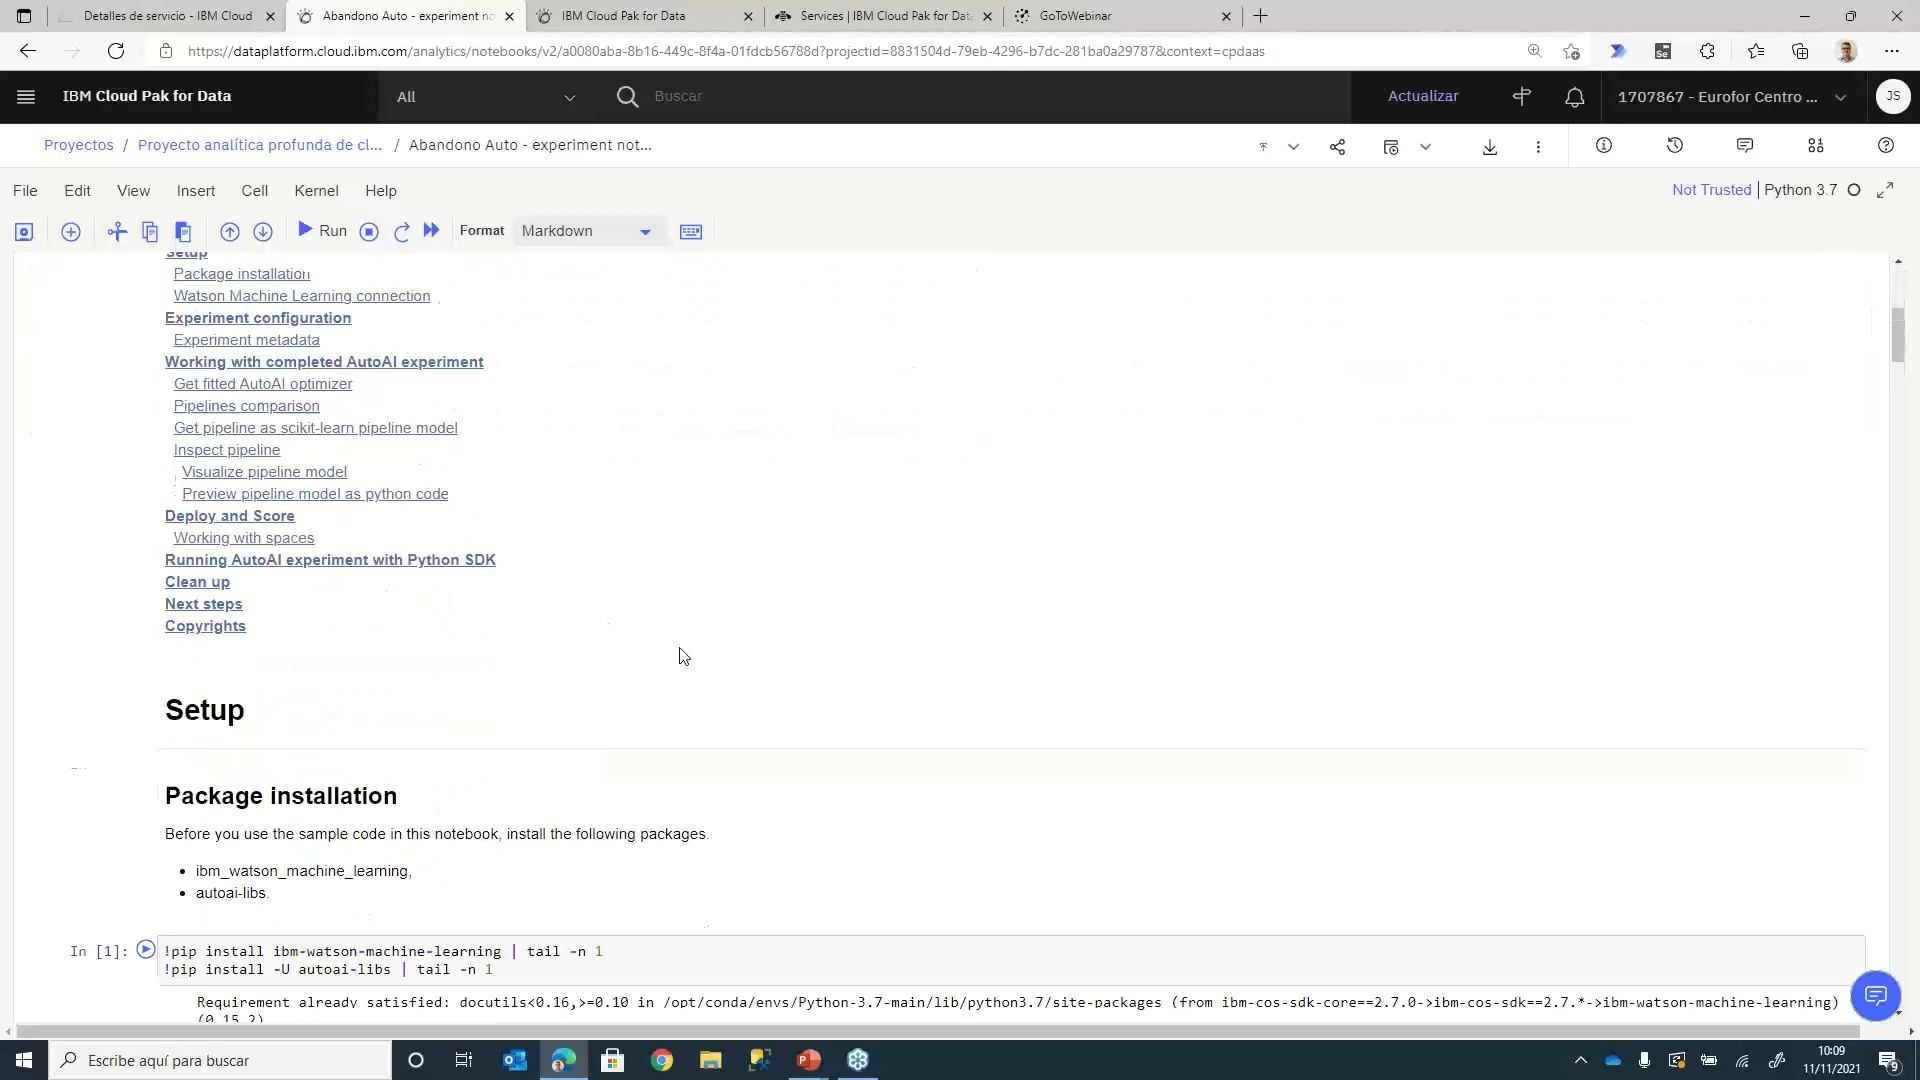 Detalles de servicio - IBM Cloud
Abandono Auto - experiment no
IBM Cloud Pak for Data
Services | IBM Cloud Pak for Data
GoToWebinar
https://dataplatform.cloud.ibm.com/analytics/notebooks/v2/a0080aba-8b16-449c-8f4a-01fdcb56788d?projectid=8831504d-79eb-4296-b7dc-281ba0a29787&context=cpdaas
IBM Cloud Pak for Data
All
Buscar
Actualizar
1707867 - Eurofor Centro ...
JS
Proyectos / Proyecto analítica profunda de cl... / Abandono Auto - experiment not...
File Edit View Insert Cell Kernel Help
Not Trusted | Python 3.7
Run
Format
Markdown
Setup
Package installation
Watson Machine Learning connection
Experiment configuration
Experiment metadata
Working with completed AutoAI experiment
Get fitted AutoAI optimizer
Pipelines comparison
Get pipeline as scikit-learn pipeline model
Inspect pipeline
Visualize pipeline model
Preview pipeline model as python code
Deploy and Score
Working with spaces
Running AutoAI experiment with Python SDK
Clean up
Next steps
Copyrights
Setup
Package installation
Before you use the sample code in this notebook, install the following packages.
• ibm_watson_machine_learning,
• autoai-libs.
In [1]:
!pip install ibm-watson-machine-learning | tail -n 1
!pip install -U autoai-libs | tail -n 1
Requirement already satisfied: docutils<0.16,>=0.10 in /opt/conda/envs/Python-3.7-main/lib/python3.7/site-packages (from ibm-cos-sdk-core==2.7.0->ibm-cos-sdk==2.7.*->ibm-watson-machine-learning)
(0.15.2)
Escribe aquí para buscar
10:09
11/11/2021
9